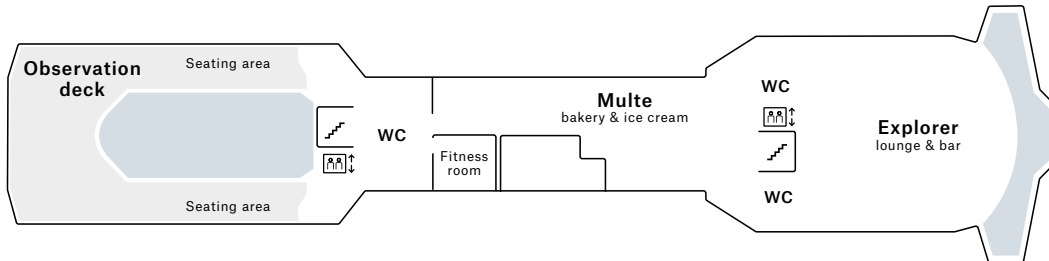 Observation
deck
Seating area
Seating area
WC
Fitness
room
Multe
bakery & ice cream
WC
WC
Explorer
lounge & bar